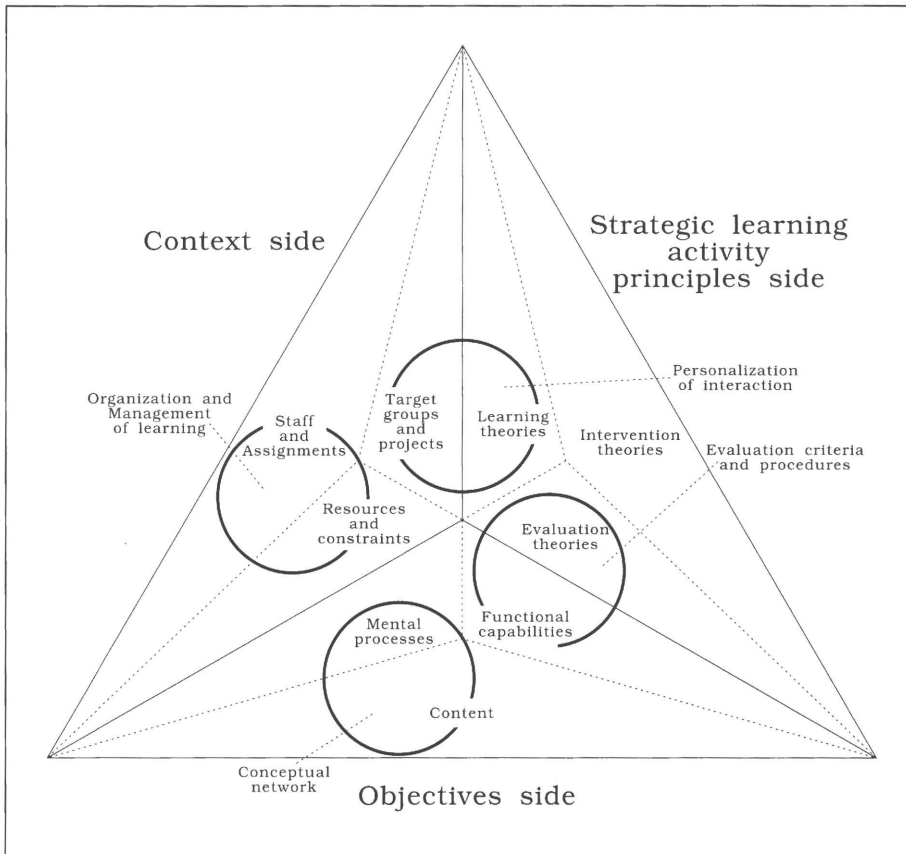 Context side
Strategic learning
activity
principles side
Personalization
of interaction
Organization and
Management
of learning
Staff
and
Assignments
Target
groups
and
projects
Learning
theories
Intervention
theories
Evaluation criteria
and procedures
Resources
and
constraints
Evaluation
theories
Mental
processes
Functional
capabilities
Content
Conceptual
network
Objectives side